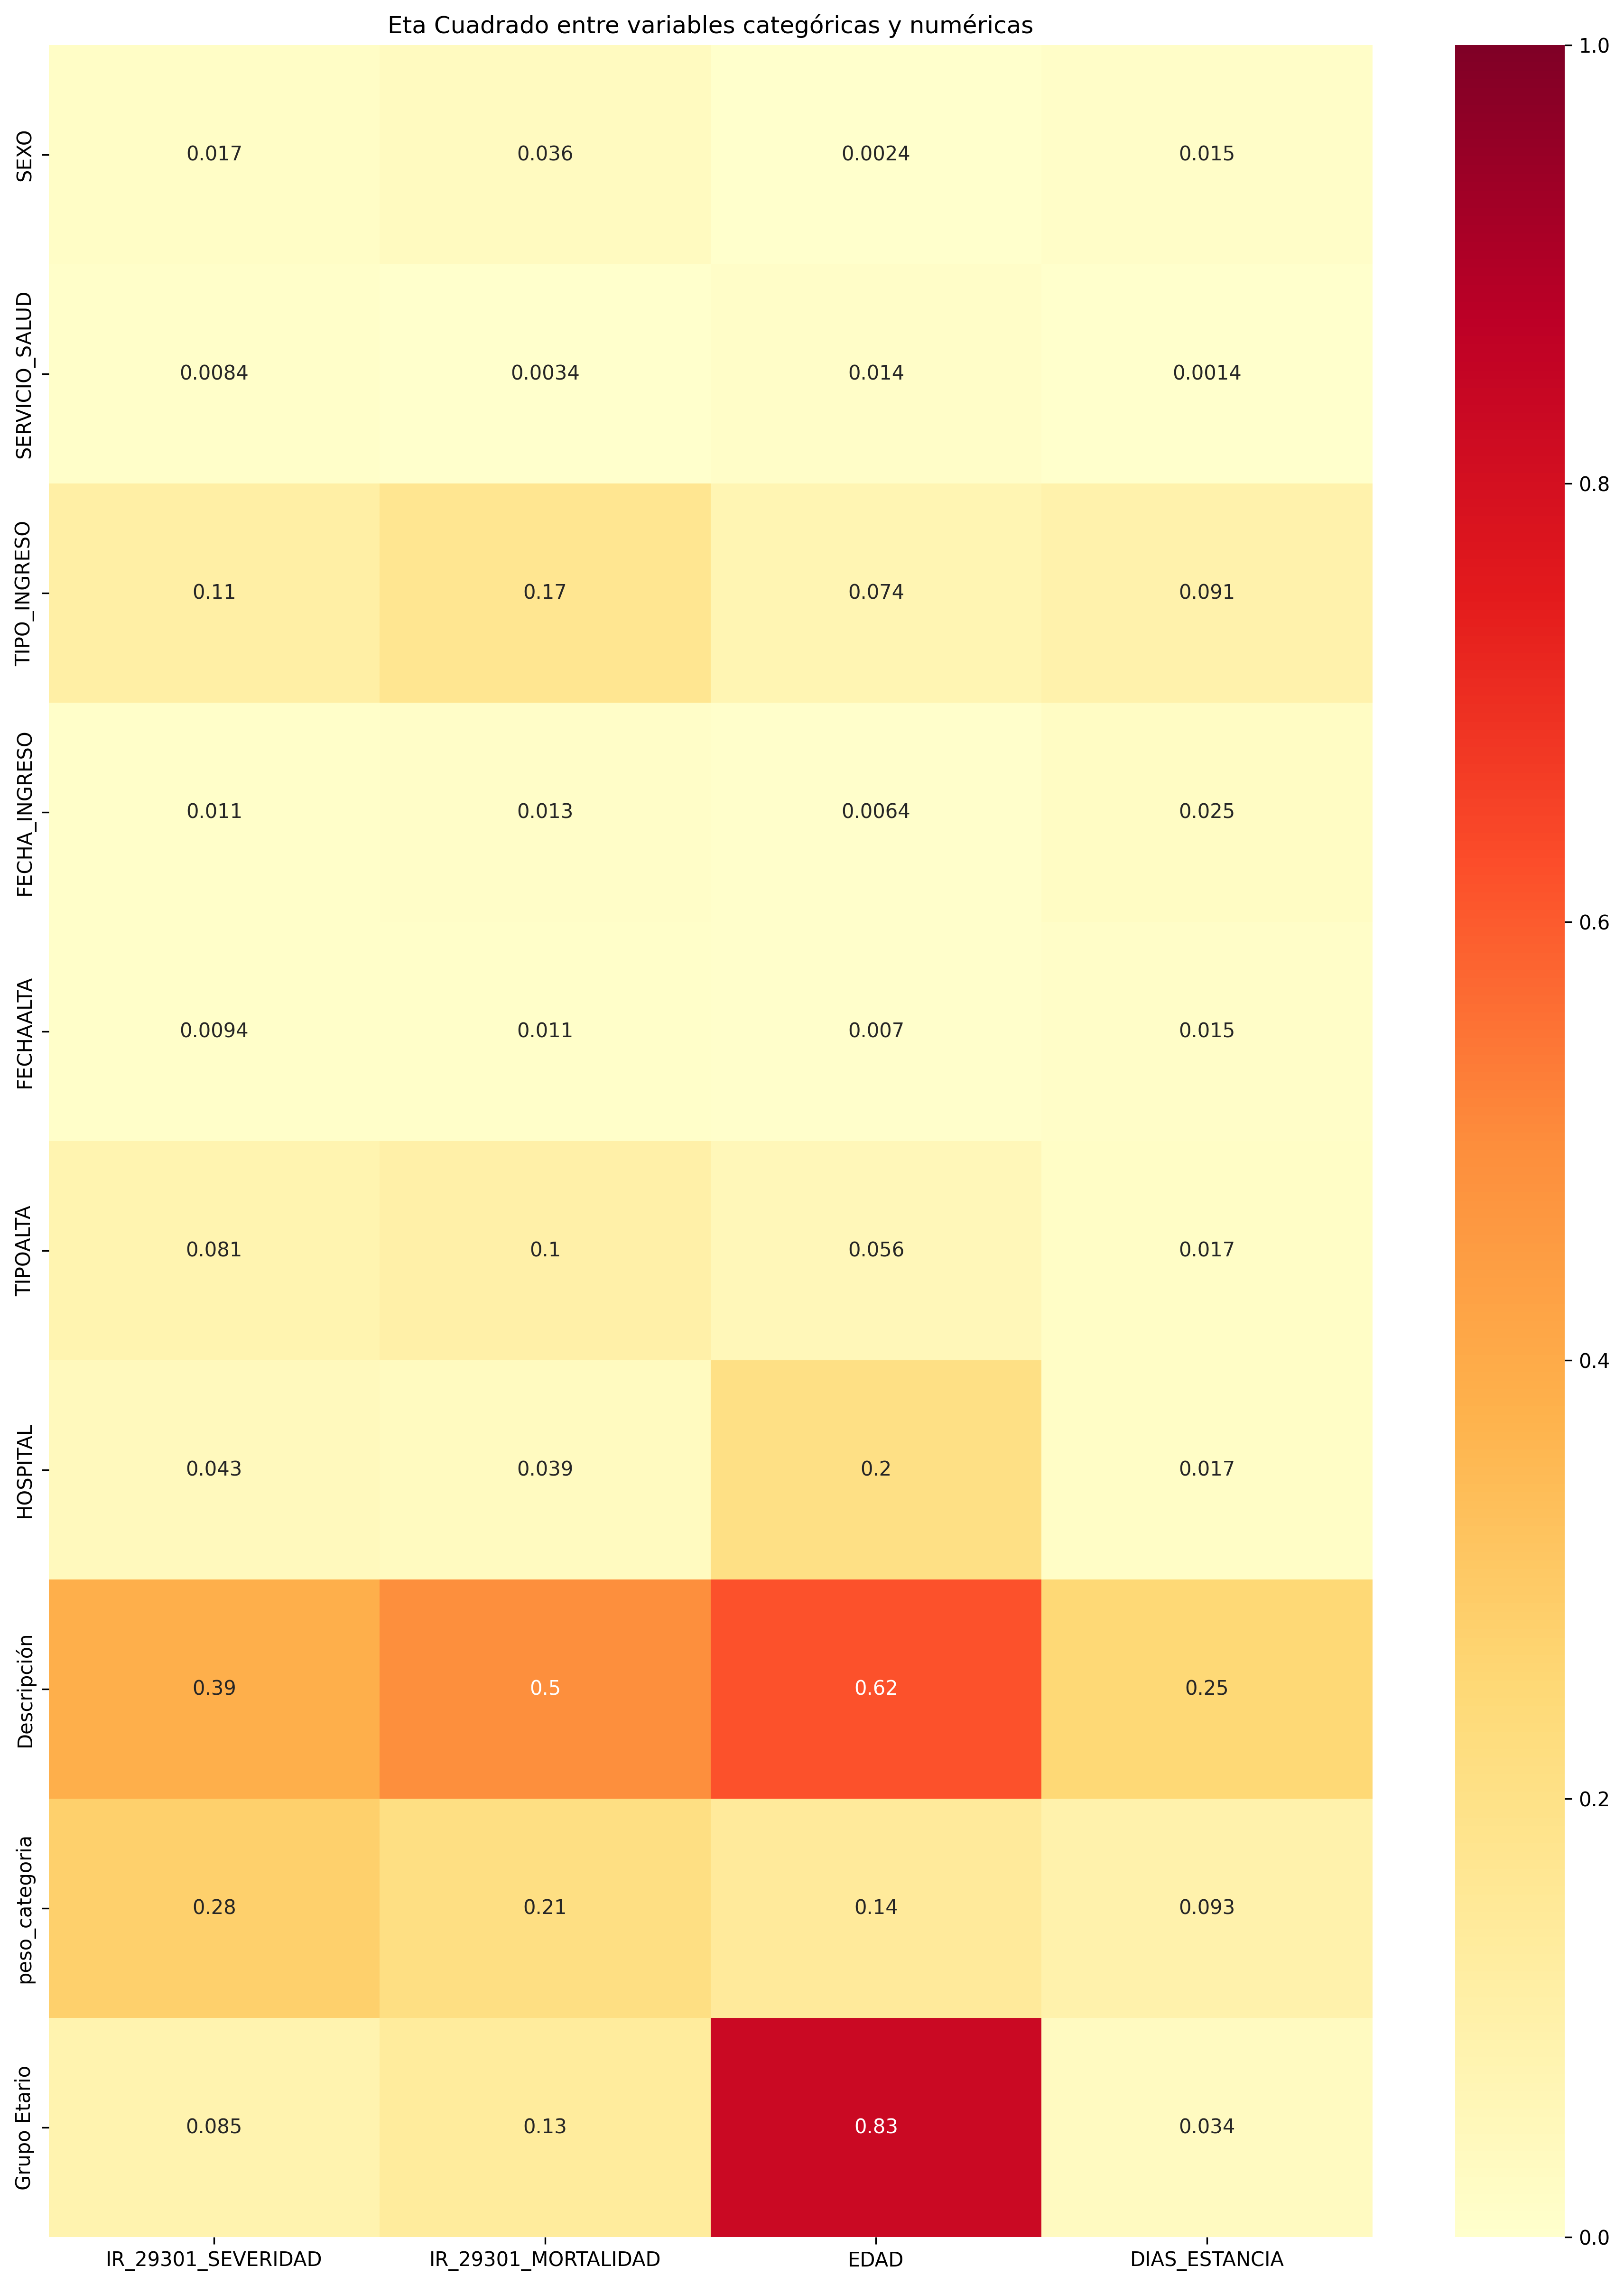 Eta Cuadrado entre variables categóricas y numéricas
SEXO 0.017 0.036 0.0024 0.015
SERVICIO_SALUD 0.0084 0.0034 0.014 0.0014
TIPO_INGRESO 0.11 0.17 0.074 0.091
FECHA_INGRESO 0.011 0.013 0.0064 0.025
FECHAALTA 0.0094 0.011 0.007 0.015
TIPOALTA 0.081 0.1 0.056 0.017
HOSPITAL 0.043 0.039 0.2 0.017
Descripción 0.39 0.5 0.62 0.25
peso_categoria 0.28 0.21 0.14 0.093
Grupo Etario 0.085 0.13 0.83 0.034
IR_29301_SEVERIDAD IR_29301_MORTALIDAD EDAD DIAS_ESTANCIA
1.0
0.8
0.6
0.4
0.2
0.0